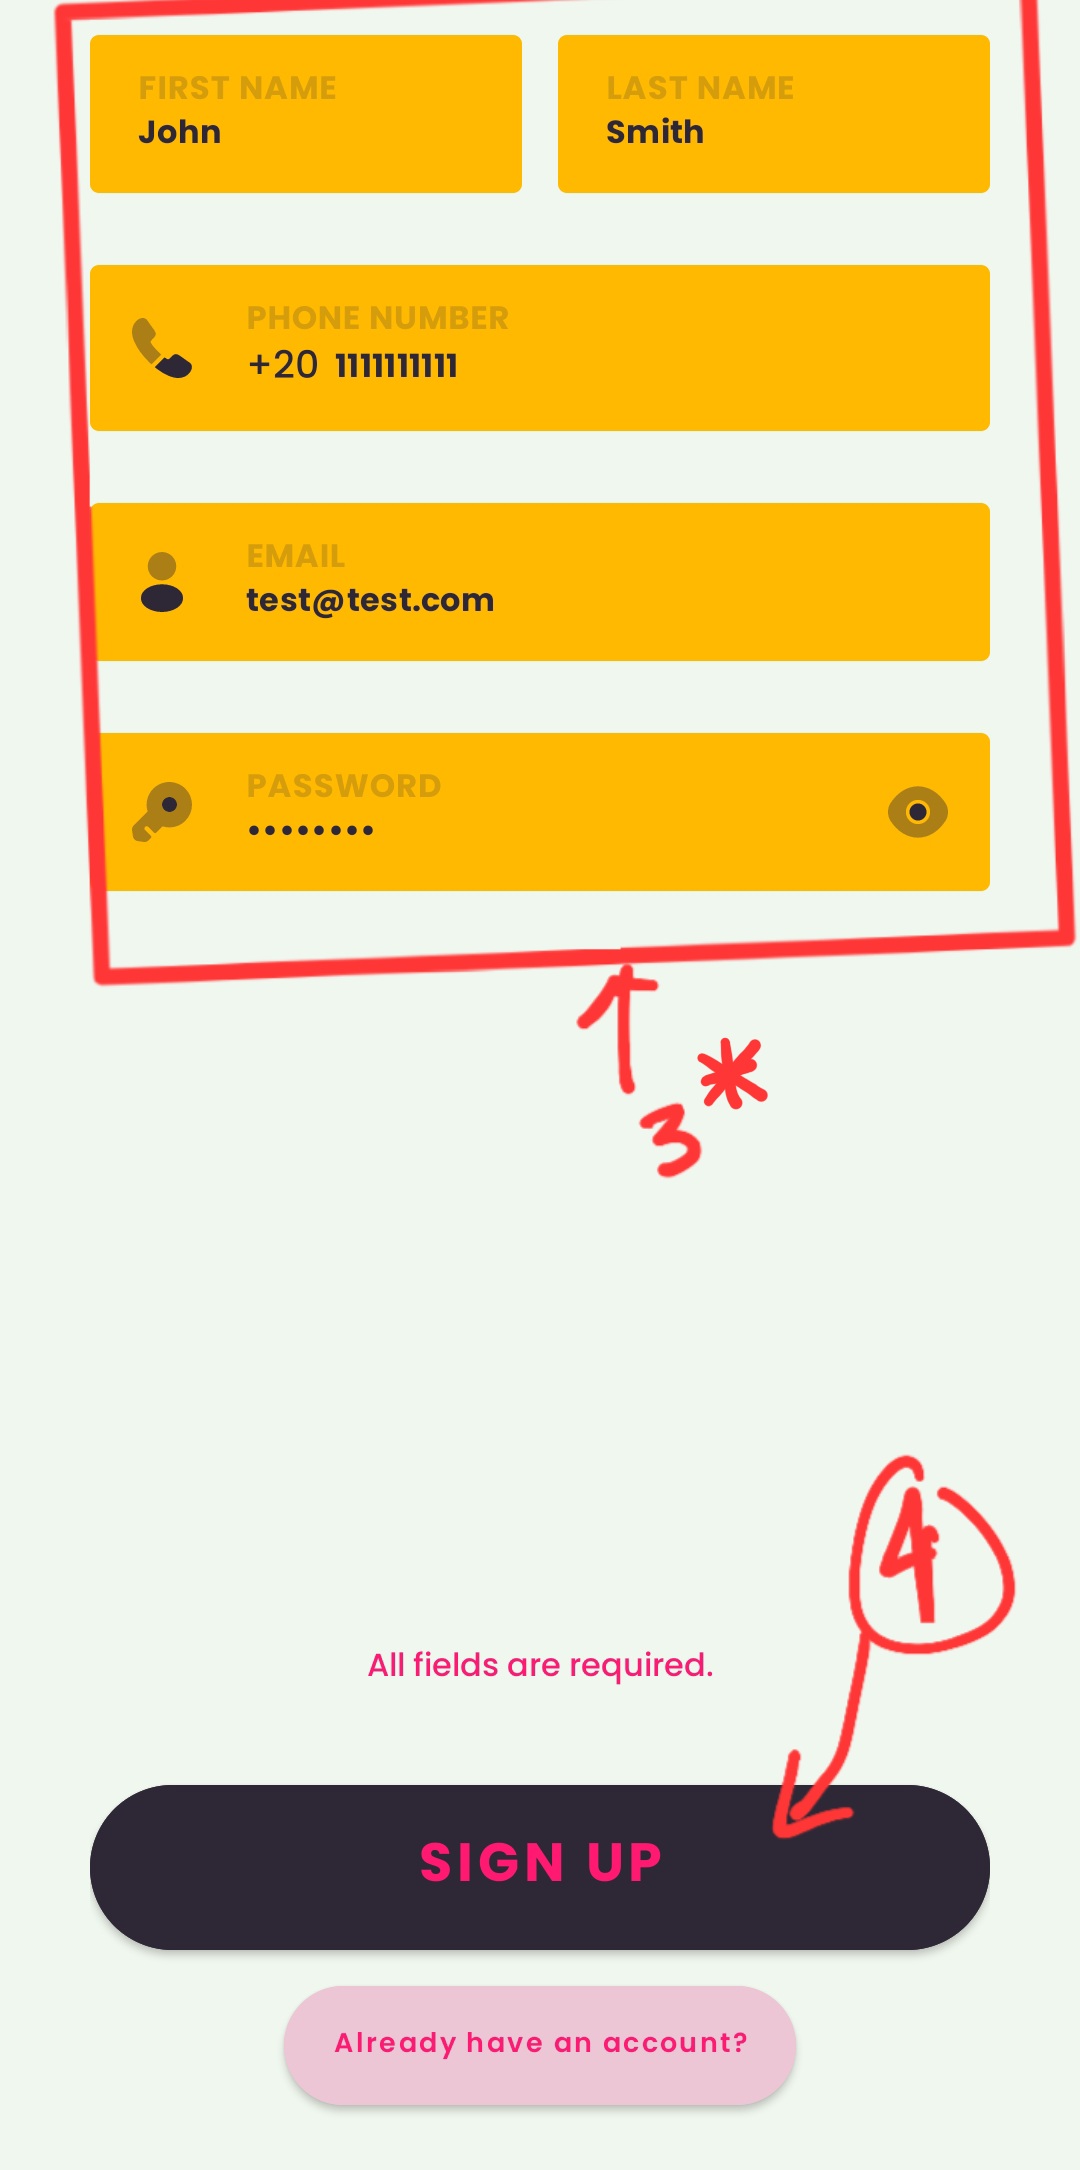 FIRST NAME LAST NAME
John Smith
PHONE NUMBER
+20 1111111111
EMAIL
test@test.com
PASSWORD
••••••••
3*
4
All fields are required.
SIGN UP
Already have an account?